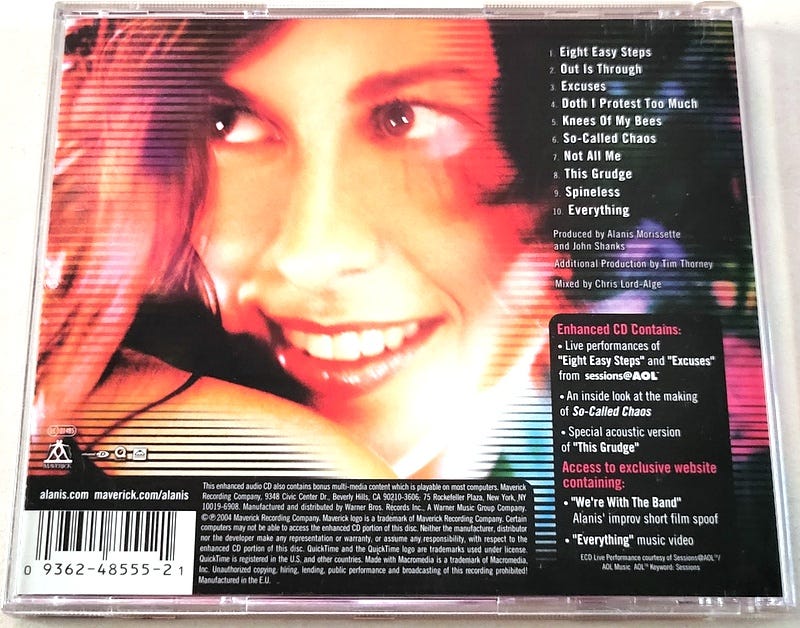 1. Eight Easy Steps
2. Out Is Through
3. Excuses
4. Doth I Protest Too Much
5. Knees Of My Bees
6. So-Called Chaos
7. Not All Me
8. This Grudge
9. Spineless
10. Everything
Produced by Alanis Morissette
and John Shanks
Additional Production by Tim Thorney
Mixed by Chris Lord-Alge
Enhanced CD Contains:
• Live performances of
"Eight Easy Steps" and "Excuses"
from sessions@AOL™
• An inside look at the making
of So-Called Chaos
• Special acoustic version
of "This Grudge"
Access to exclusive website
containing:
• "We're With The Band"
Alanis' improv short film spoof
• "Everything" music video
ECD Live Performance courtesy of Sessions@AOL™/
AOL Music AOL™ Keyword: Sessions
MAVERICK
alanis.com maverick.com/alanis
This enhanced audio CD also contains bonus multi-media content which is playable on most computers. Maverick
Recording Company, 9348 Civic Center Dr., Beverly Hills, CA 90210-3606; 75 Rockefeller Plaza, New York, NY
10019-6908. Manufactured and distributed by Warner Bros. Records Inc., A Warner Music Group Company.
©℗ 2004 Maverick Recording Company. Maverick logo is a trademark of Maverick Recording Company. Certain
computers may not be able to access the enhanced CD portion of this disc. Neither the manufacturer, distributor
nor the developer make any representation or warranty, or assume any responsibility, with respect to the
enhanced CD portion of this disc. QuickTime and the QuickTime logo are trademarks used under license.
QuickTime is registered in the U.S. and other countries. Made with Macromedia is a trademark of Macromedia,
Inc. Unauthorized copying, hiring, lending, public performance and broadcasting of this recording prohibited!
Manufactured in the E.U.
0 9362-48555-2 1